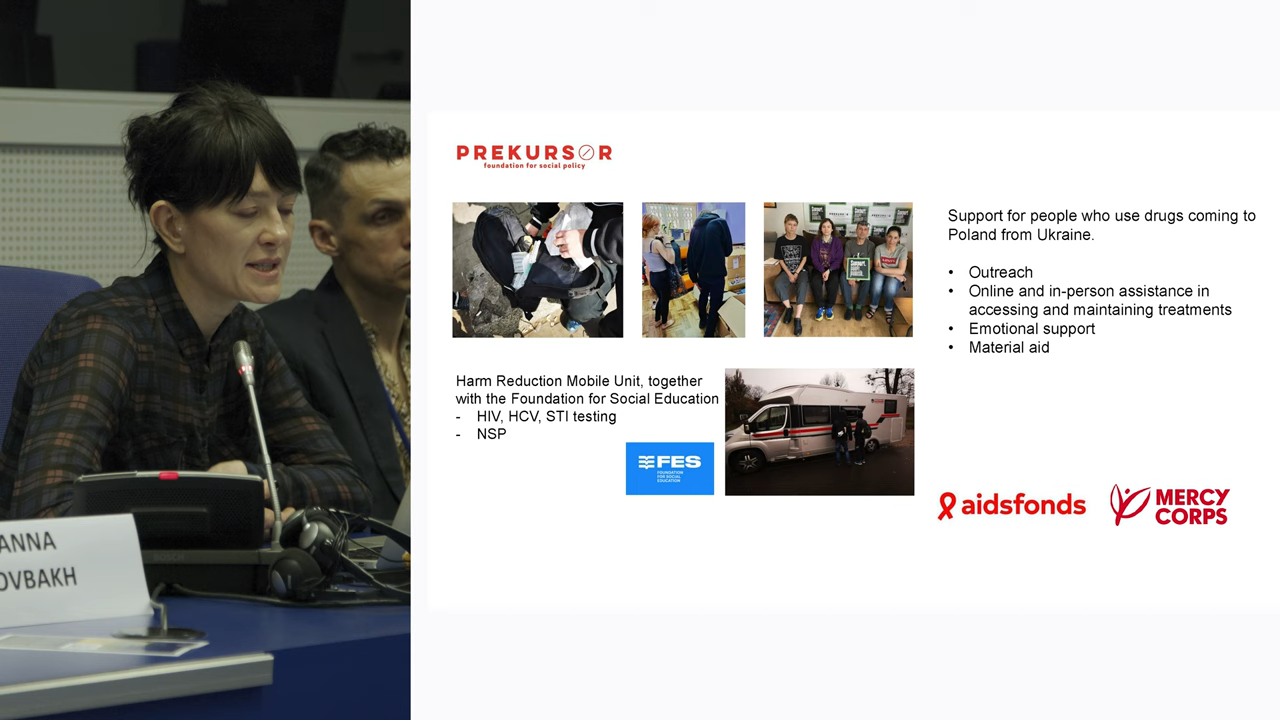 ANNA
OVBAKH
PREKURSOR
foundation for social policy
Support for people who use drugs coming to
Poland from Ukraine.
• Outreach
• Online and in-person assistance in
accessing and maintaining treatments
• Emotional support
• Material aid
Harm Reduction Mobile Unit, together
with the Foundation for Social Education
- HIV, HCV, STI testing
- NSP
FES
FOUNDATION
FOR SOCIAL
EDUCATION
aidsfonds
MERCY
CORPS